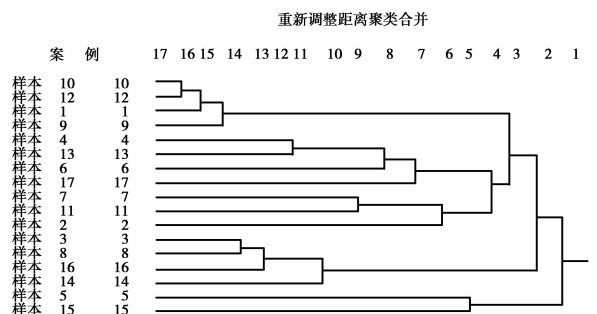 重新调整距离聚类合并
案 例 17 16 15 14 13 12 11 10 9 8 7 6 5 4 3 2 1
样本 10 10
样本 12 12
样本 1 1
样本 9 9
样本 4 4
样本 13 13
样本 6 6
样本 17 17
样本 7 7
样本 11 11
样本 2 2
样本 3 3
样本 8 8
样本 16 16
样本 14 14
样本 5 5
样本 15 15